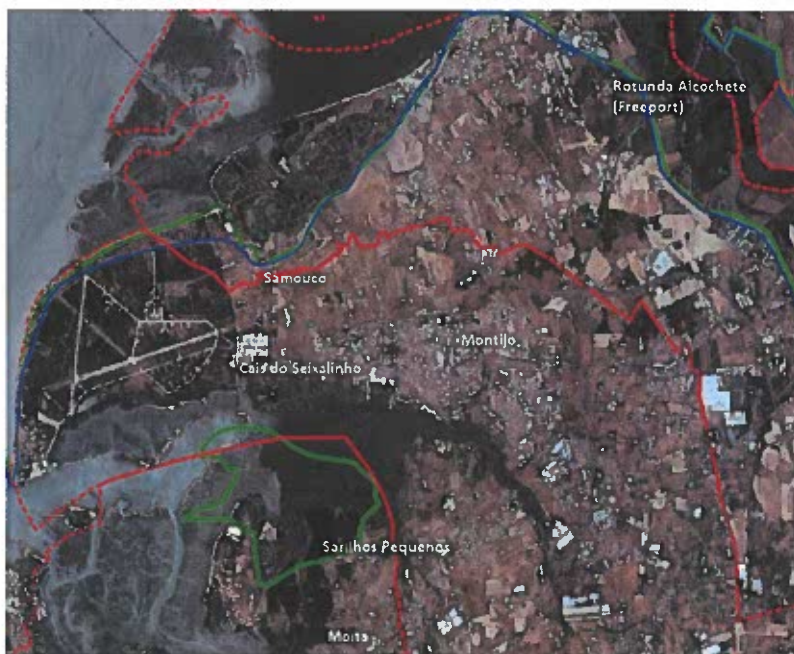 Rotunda Alcochete
(Freeport)
Samouco
Montijo
Cais do Seixalinho
Sarilhos Pequenos
Moita